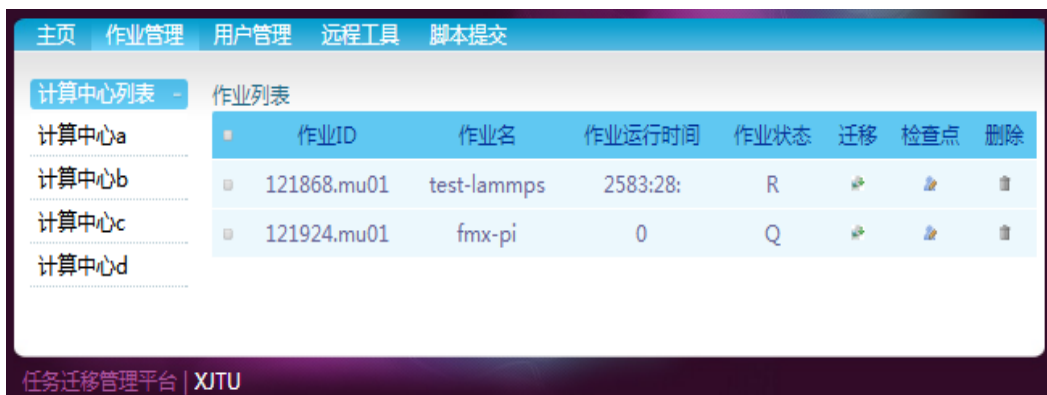 主页 作业管理 用户管理 远程工具 脚本提交
计算中心列表 -
计算中心a
计算中心b
计算中心c
计算中心d
作业列表
作业ID 作业名 作业运行时间 作业状态 迁移 检查点 删除
121868.mu01 test-lammps 2583:28: R
121924.mu01 fmx-pi 0 Q
任务迁移管理平台 | XJTU